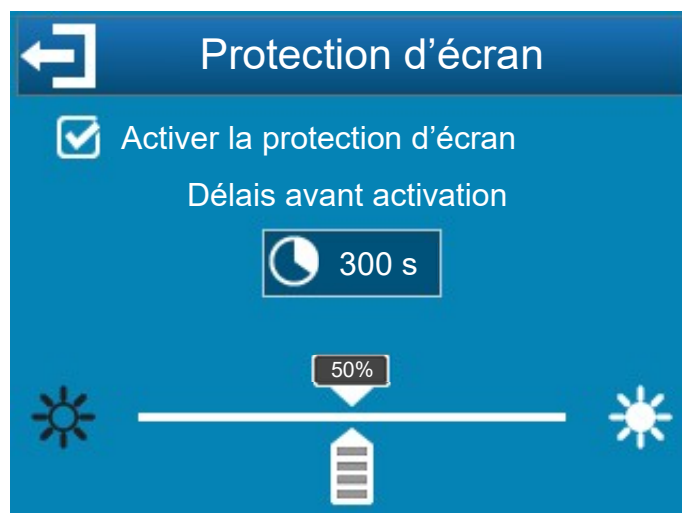 Protection d’écran
Activer la protection d’écran
Délais avant activation
300 s
50%